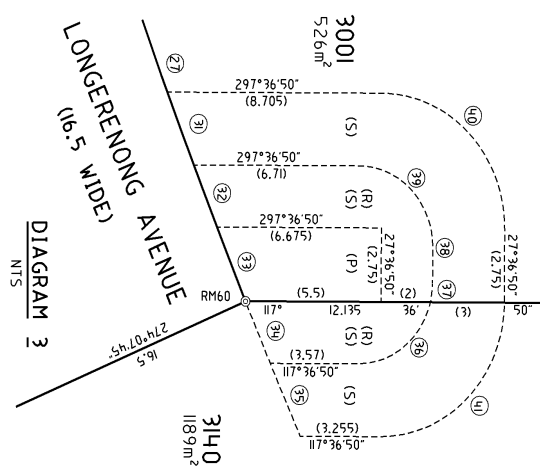 3001
526m²
LONGERENONG AVENUE
(16.5 WIDE)
DIAGRAM 3
NTS
27
31
32
33
34
35
36
37
38
39
40
41
297°36'50"
(8.705)
(S)
297°36'50"
(6.71)
(R)
(S)
297°36'50"
(6.675)
(P)
27°36'50"
(2.75)
27°36'50"
(2.75)
RM60
(5.5)
(2)
(3)
117°
12.135
36'
50"
(R)
(S)
(3.57)
117°36'50"
(S)
(3.255)
117°36'50"
274°07'45"
16.5
3140
1189m²